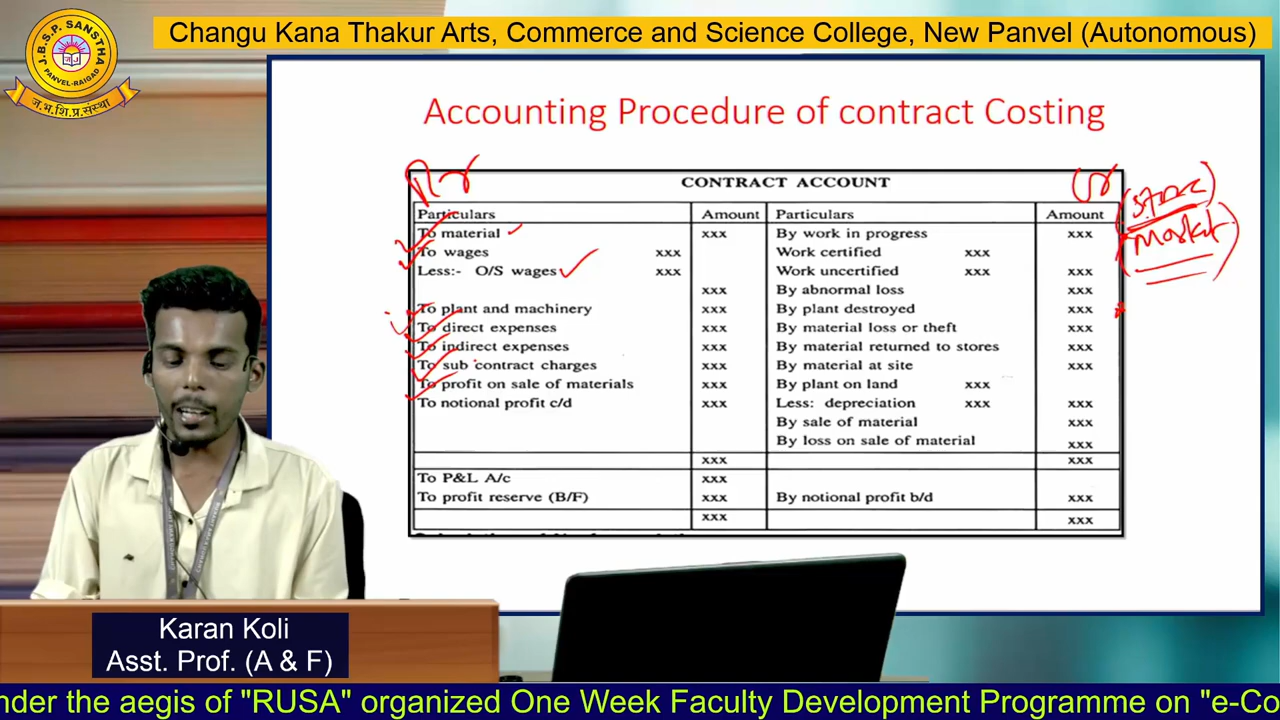 Changu Kana Thakur Arts, Commerce and Science College, New Panvel (Autonomous)
J.B.S.P. SANSTHA
PANVEL-RAIGAD
ज.भ.शि.प्र.संस्था
Accounting Procedure of contract Costing
Dr
CONTRACT ACCOUNT
Cr
(store)
(market)
Particulars Amount Particulars Amount
To material xxx By work in progress xxx
To wages xxx Work certified xxx
Less:- O/S wages xxx Work uncertified xxx xxx
xxx By abnormal loss xxx
To plant and machinery xxx By plant destroyed xxx
To direct expenses xxx By material loss or theft xxx
To indirect expenses xxx By material returned to stores xxx
To sub contract charges xxx By material at site xxx
To profit on sale of materials xxx By plant on land xxx
To notional profit c/d xxx Less: depreciation xxx xxx
By sale of material xxx
By loss on sale of material xxx
xxx xxx
To P&L A/c xxx
To profit reserve (B/F) xxx By notional profit b/d xxx
xxx xxx
Karan Koli
Asst. Prof. (A & F)
nder the aegis of "RUSA" organized One Week Faculty Development Programme on "e-Co